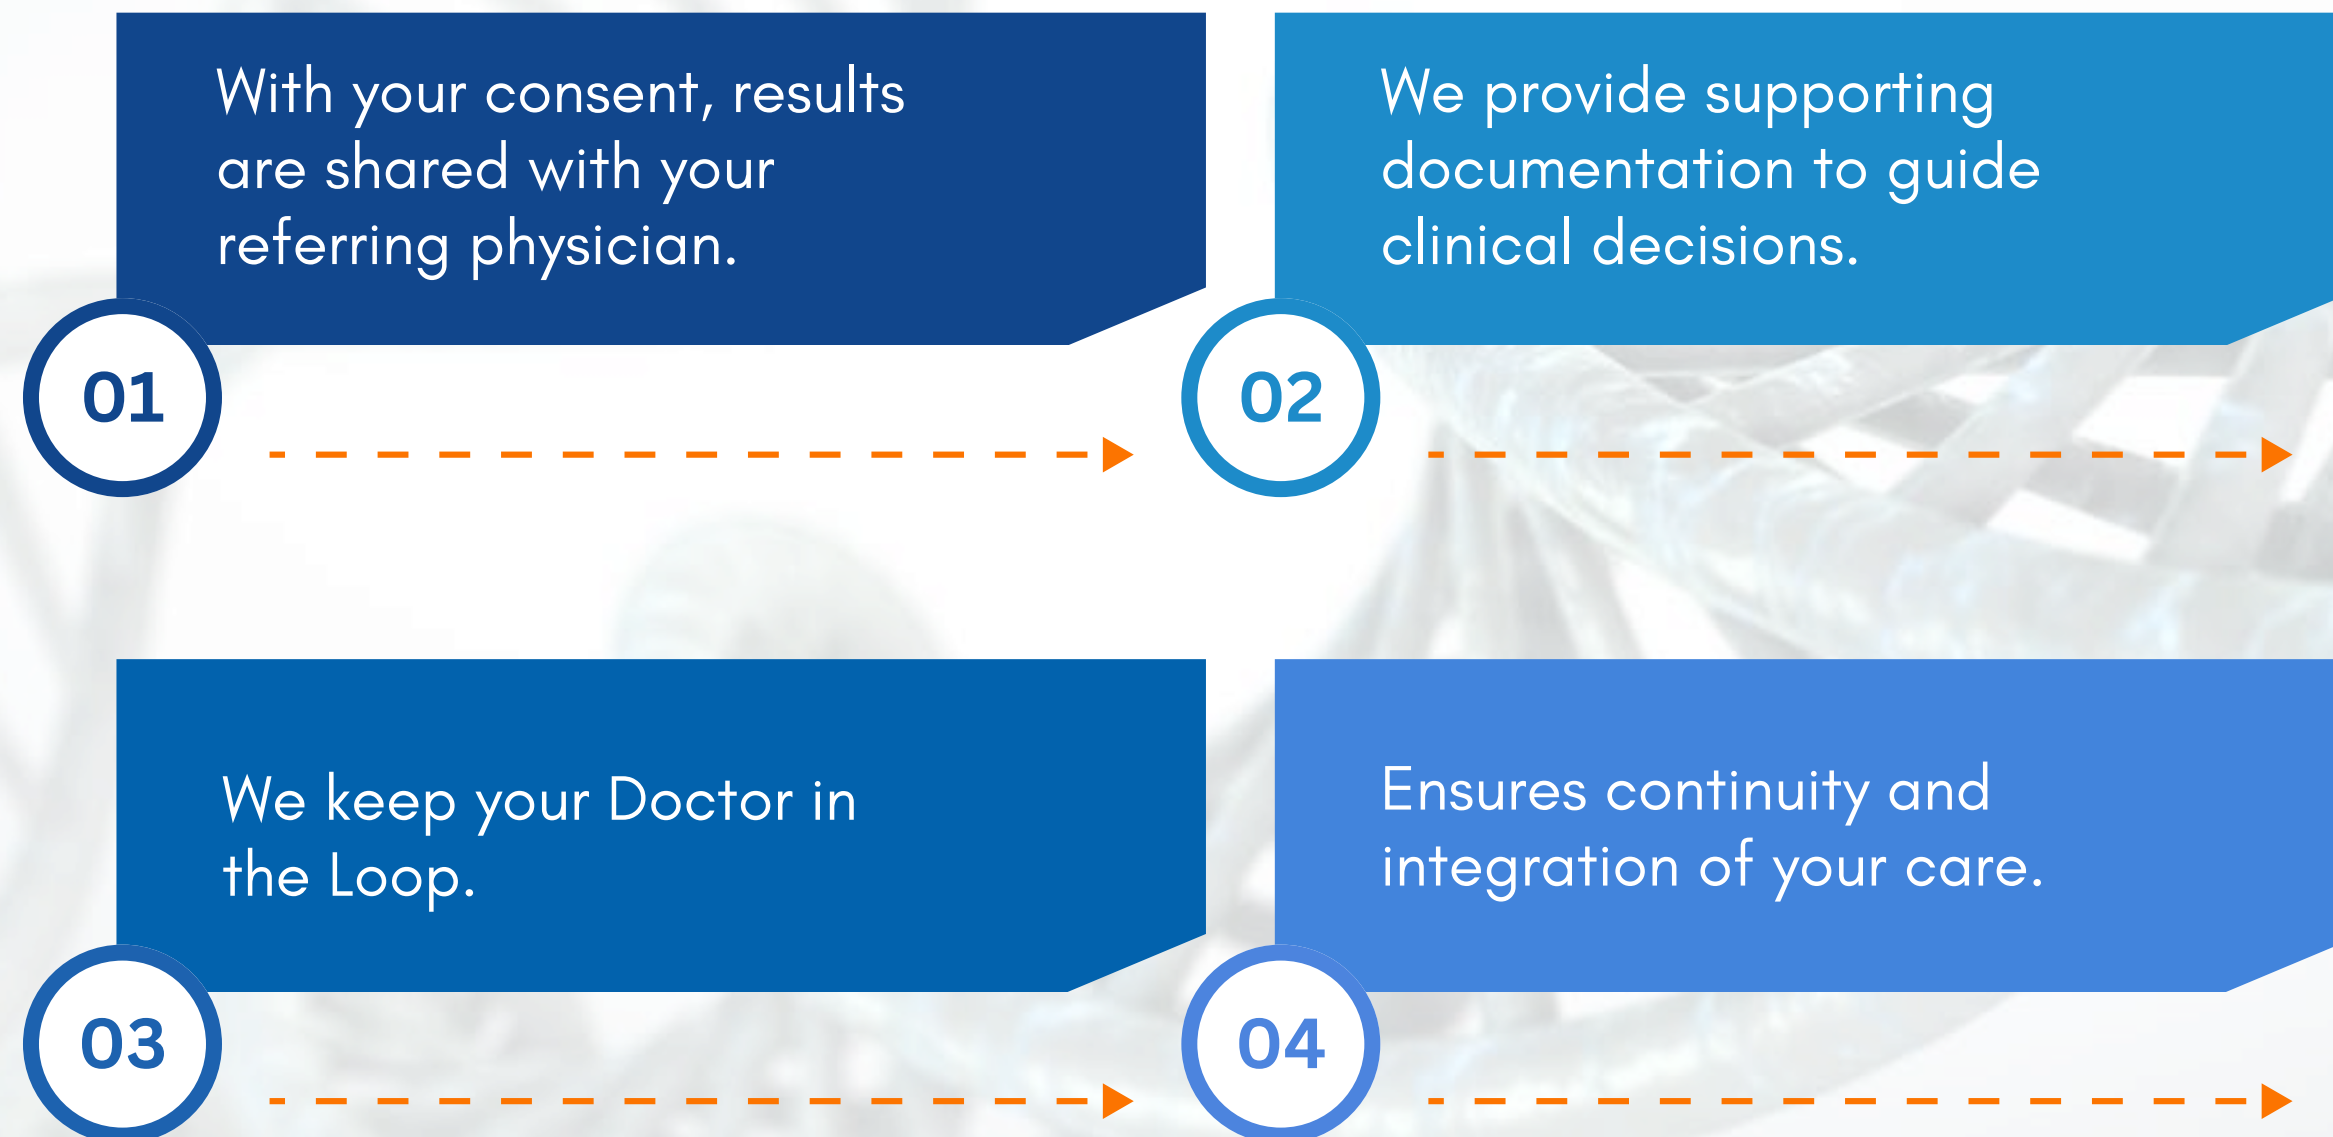 With your consent, results
are shared with your
referring physician.
01
We provide supporting
documentation to guide
clinical decisions.
02
We keep your Doctor in
the Loop.
03
Ensures continuity and
integration of your care.
04